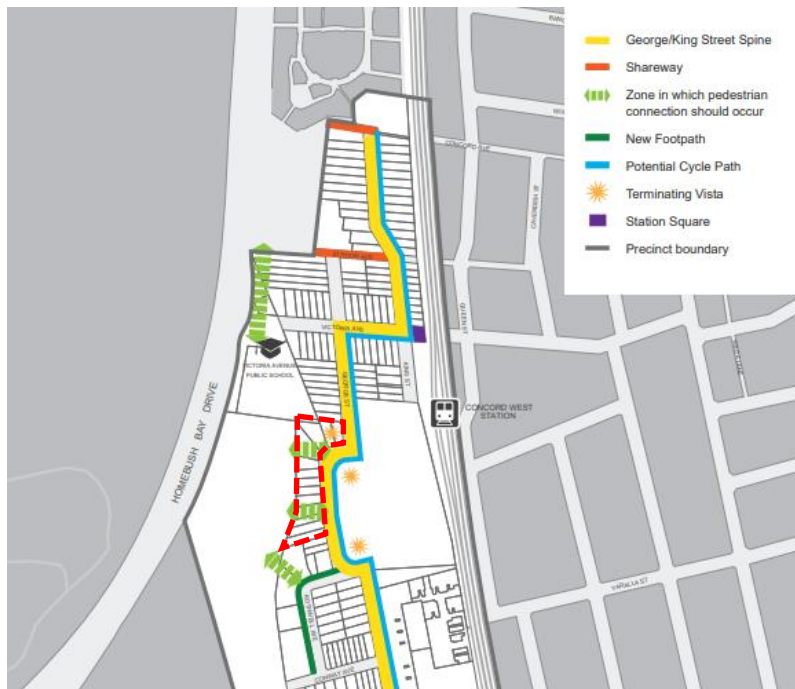 George/King Street Spine
Shareway
Zone in which pedestrian
connection should occur
New Footpath
Potential Cycle Path
Terminating Vista
Station Square
Precinct boundary
CONCORD AVE
QUEEN ST
VICTORIA AVE
VICTORIA AVENUE
PUBLIC SCHOOL
GEORGE ST
KING ST
CONCORD WEST
STATION
HOMEBUSH BAY DRIVE
YARALLA ST
CONWAY AVE